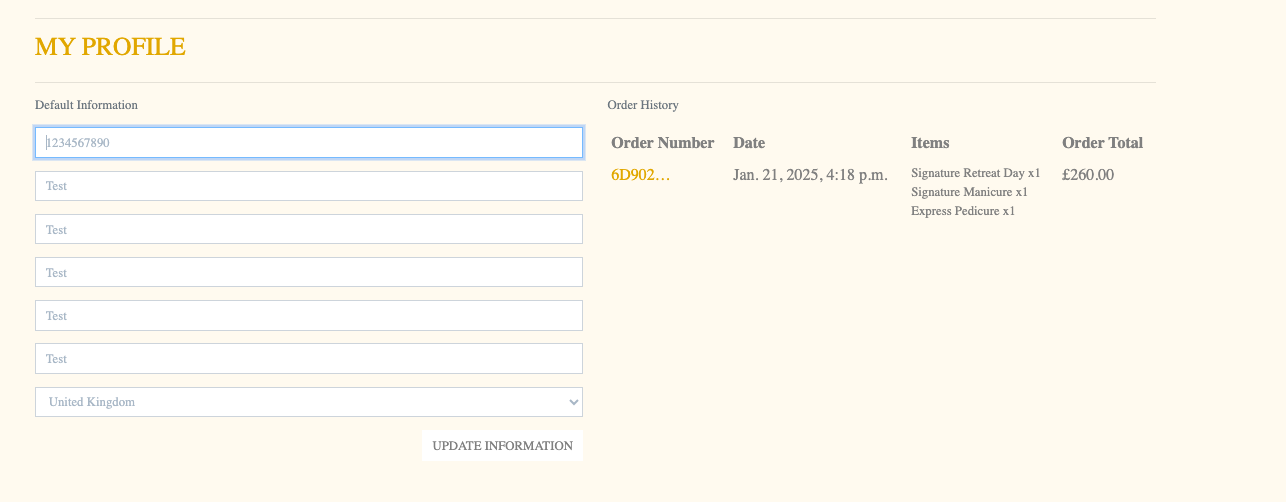 MY PROFILE
Default Information
1234567890
Test
Test
Test
Test
Test
United Kingdom
UPDATE INFORMATION
Order History
Order Number Date Items Order Total
6D902... Jan. 21, 2025, 4:18 p.m. Signature Retreat Day x1 £260.00
Signature Manicure x1
Express Pedicure x1